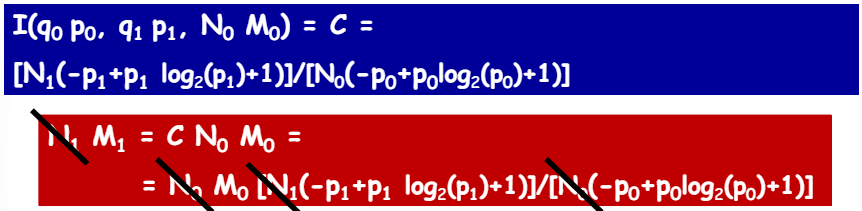 I(q₀ p₀, q₁ p₁, N₀ M₀) = C =
[N₁(-p₁+p₁ log₂(p₁)+1)]/[N₀(-p₀+p₀log₂(p₀)+1)]
N₁ M₁ = C N₀ M₀ =
= N₀ M₀ [N₁(-p₁+p₁ log₂(p₁)+1)]/[N₀(-p₀+p₀log₂(p₀)+1)]